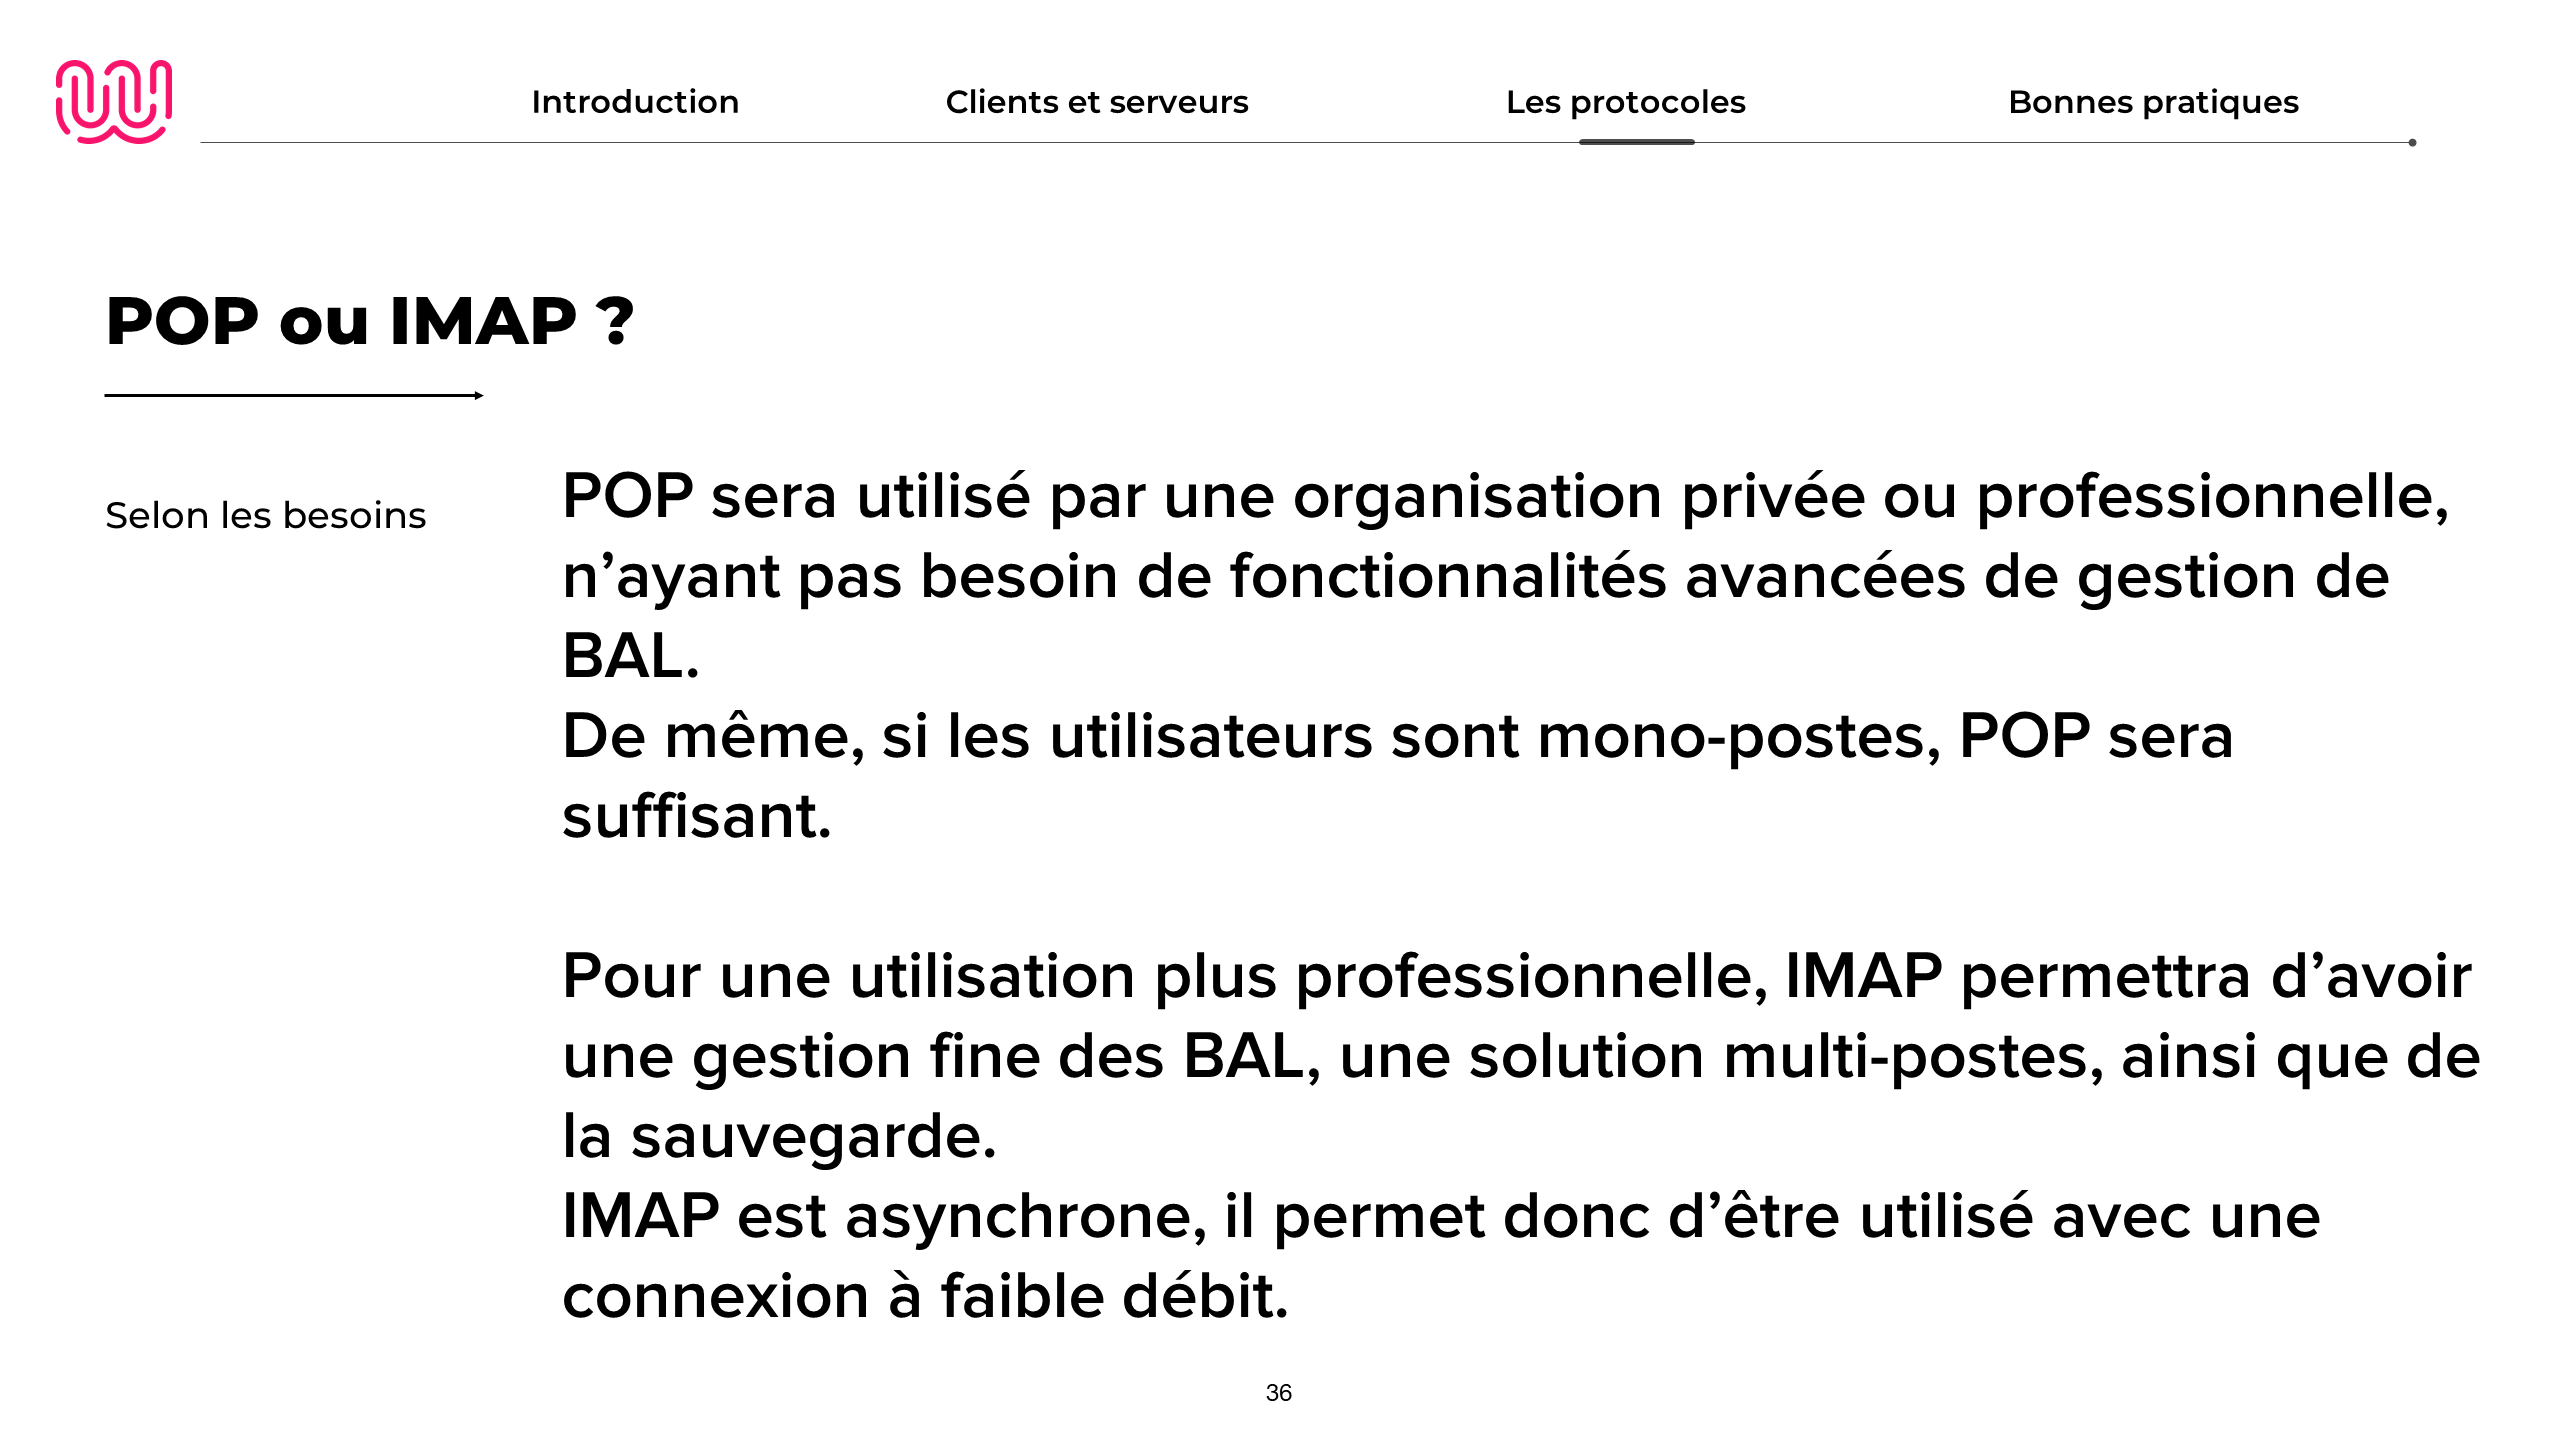 Introduction
Clients et serveurs
Les protocoles
Bonnes pratiques
POP ou IMAP ?
Selon les besoins
POP sera utilisé par une organisation privée ou professionnelle,
n’ayant pas besoin de fonctionnalités avancées de gestion de
BAL.
De même, si les utilisateurs sont mono-postes, POP sera
suffisant.
Pour une utilisation plus professionnelle, IMAP permettra d’avoir
une gestion fine des BAL, une solution multi-postes, ainsi que de
la sauvegarde.
IMAP est asynchrone, il permet donc d’être utilisé avec une
connexion à faible débit.
36